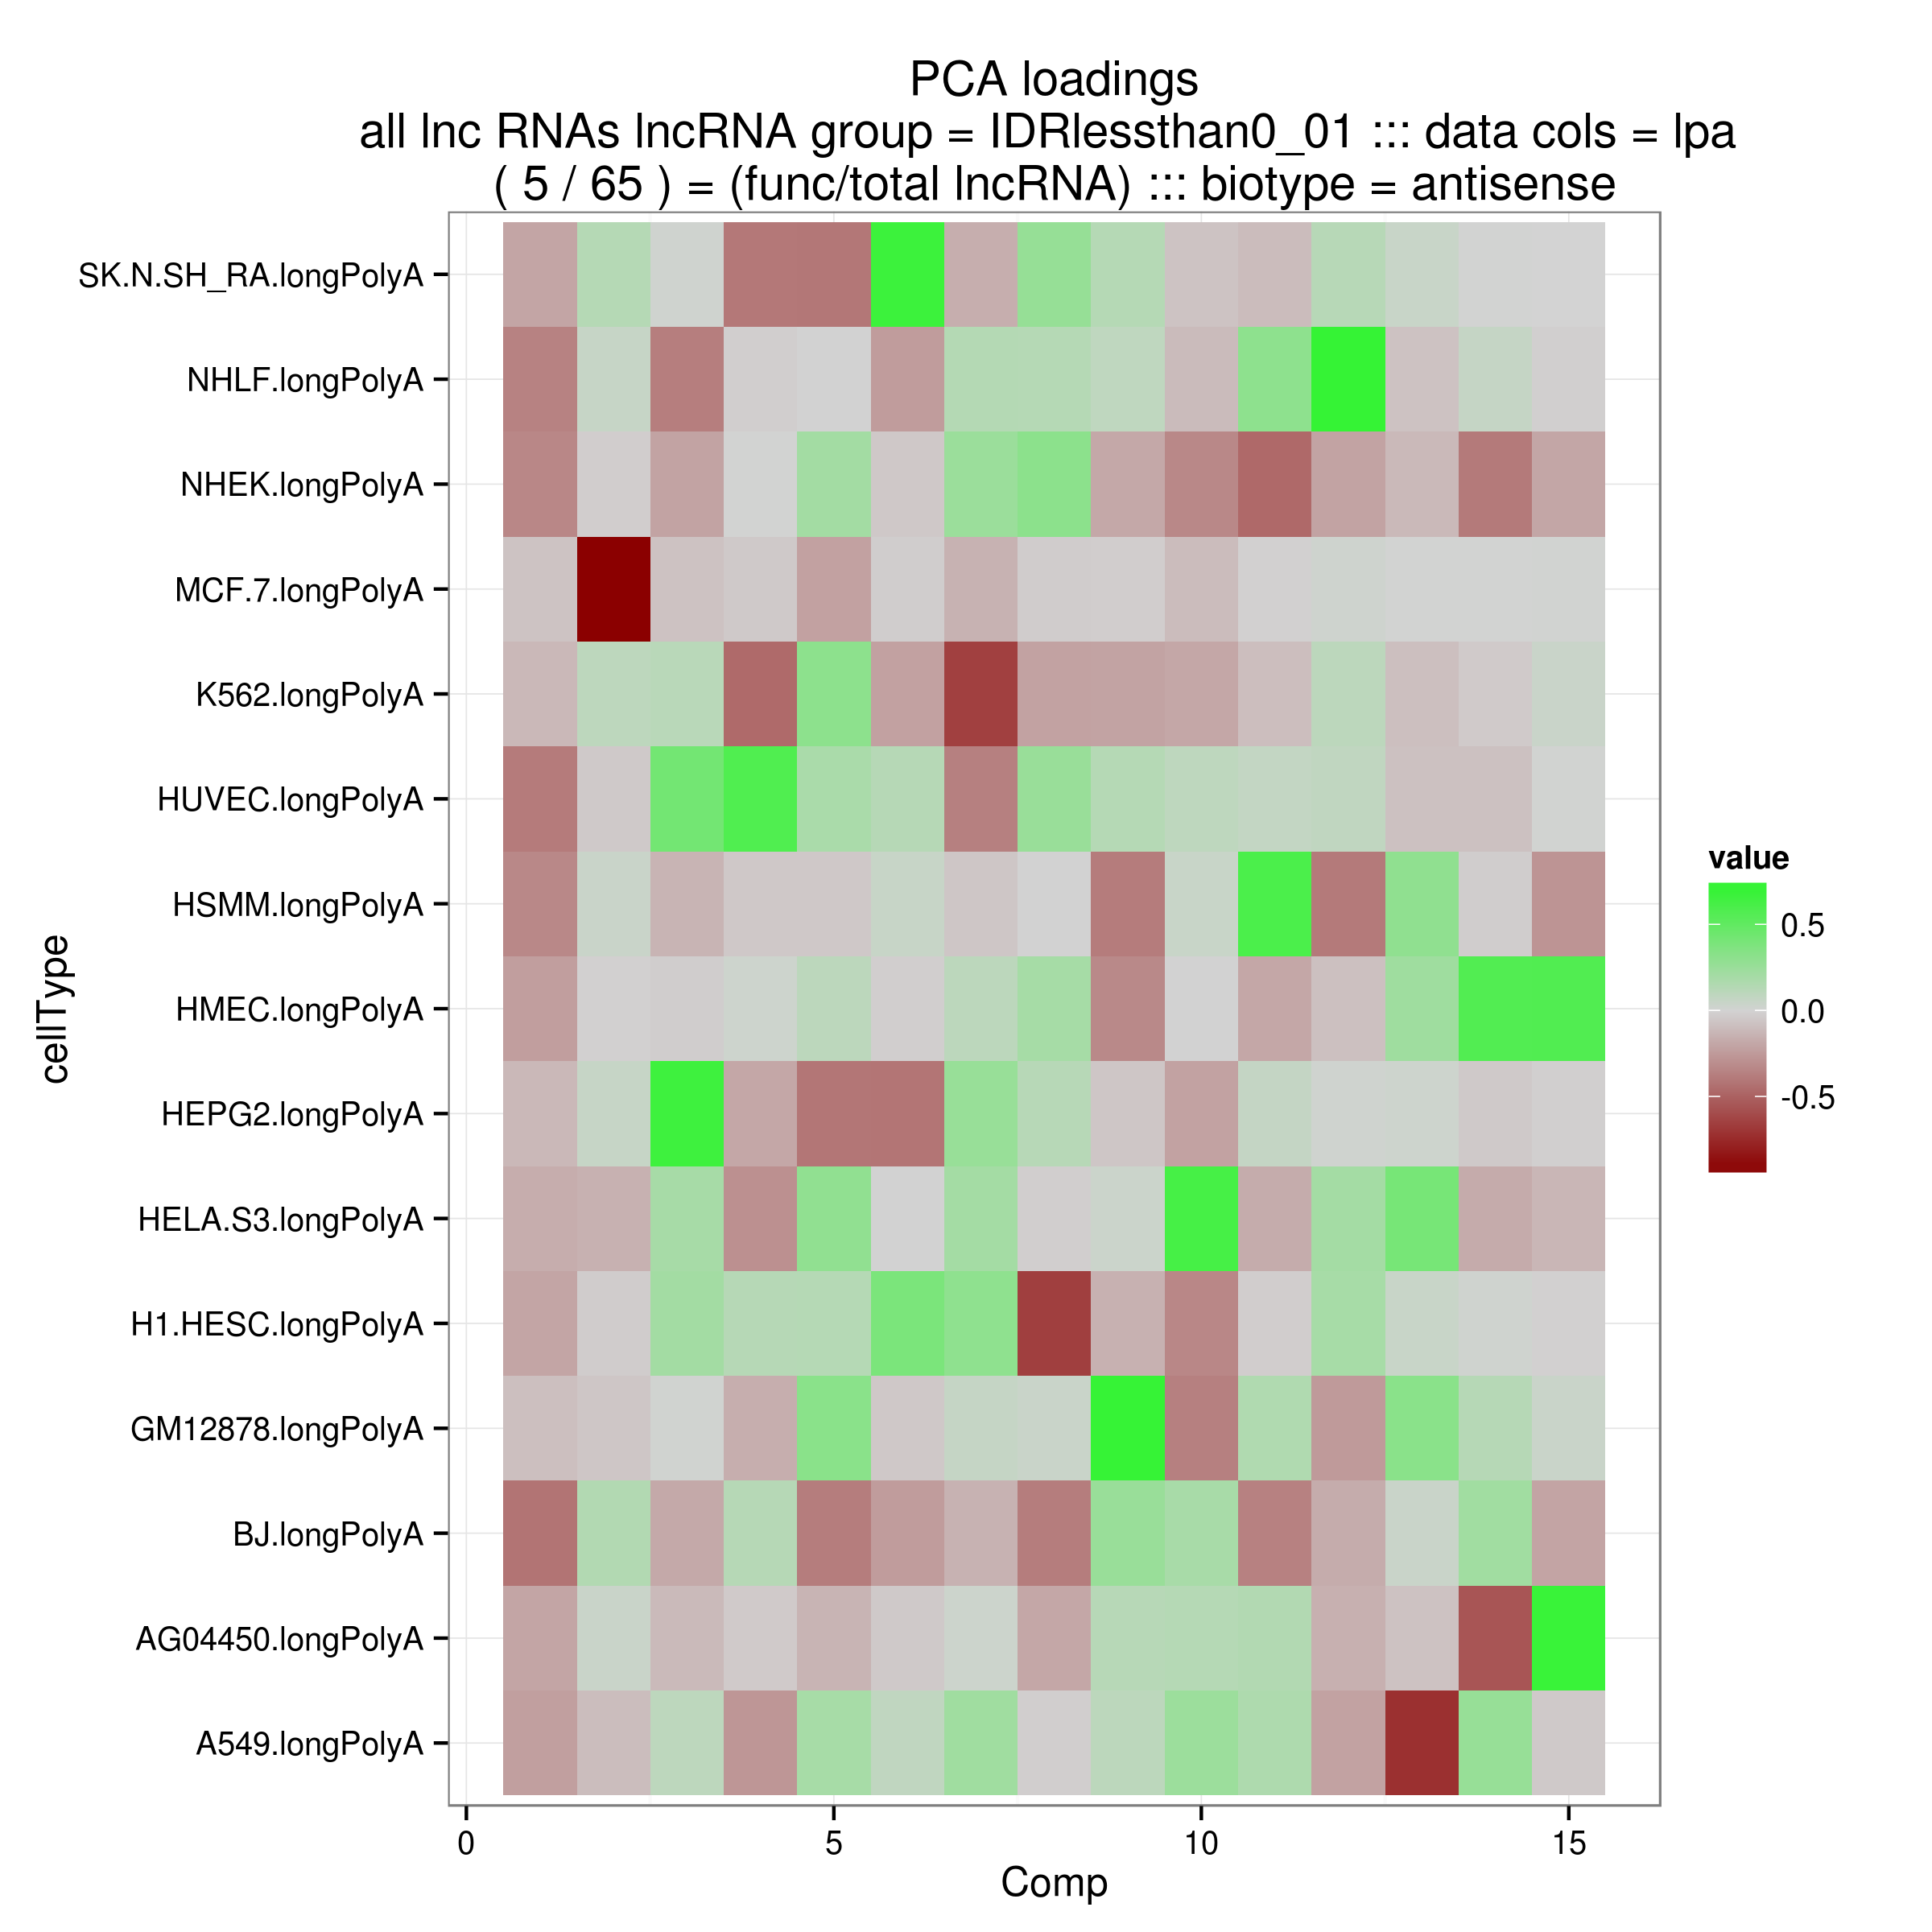 PCA loadings
all lnc RNAs lncRNA group = IDRlessthan0_01 ::: data cols = lpa
( 5 / 65 ) = (func/total lncRNA) ::: biotype = antisense
SK.N.SH_RA.longPolyA
NHLF.longPolyA
NHEK.longPolyA
MCF.7.longPolyA
K562.longPolyA
HUVEC.longPolyA
HSMM.longPolyA
HMEC.longPolyA
HEPG2.longPolyA
HELA.S3.longPolyA
H1.HESC.longPolyA
GM12878.longPolyA
BJ.longPolyA
AG04450.longPolyA
A549.longPolyA
cellType
0 5 10 15
Comp
value
0.5
0.0
-0.5